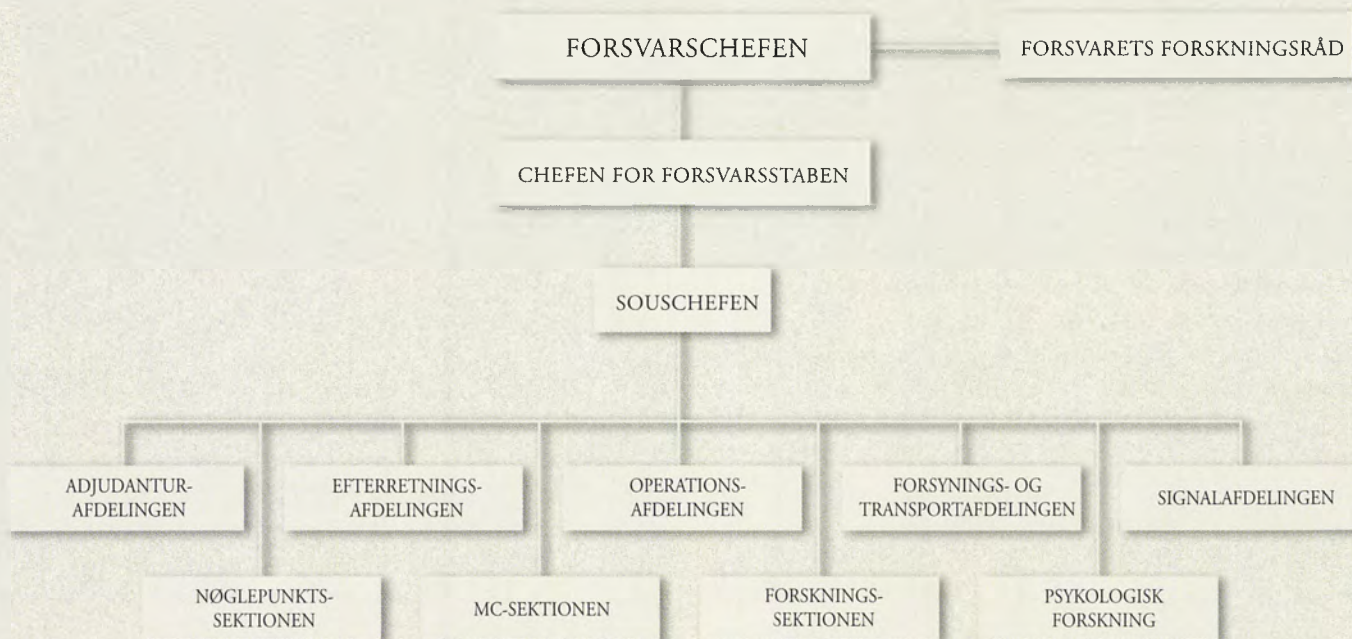 FORSVARSCHEFEN
FORSVARETS FORSKNINGSRÅD
CHEFEN FOR FORSVARSSTABEN
SOUSCHEFEN
ADJUDANTUR-
AFDELINGEN
EFTERRETNINGS-
AFDELINGEN
OPERATIONS-
AFDELINGEN
FORSYNINGS- OG
TRANSPORTAFDELINGEN
SIGNALAFDELINGEN
NØGLEPUNKTS-
SEKTIONEN
MC-SEKTIONEN
FORSKNINGS-
SEKTIONEN
PSYKOLOGISK
FORSKNING